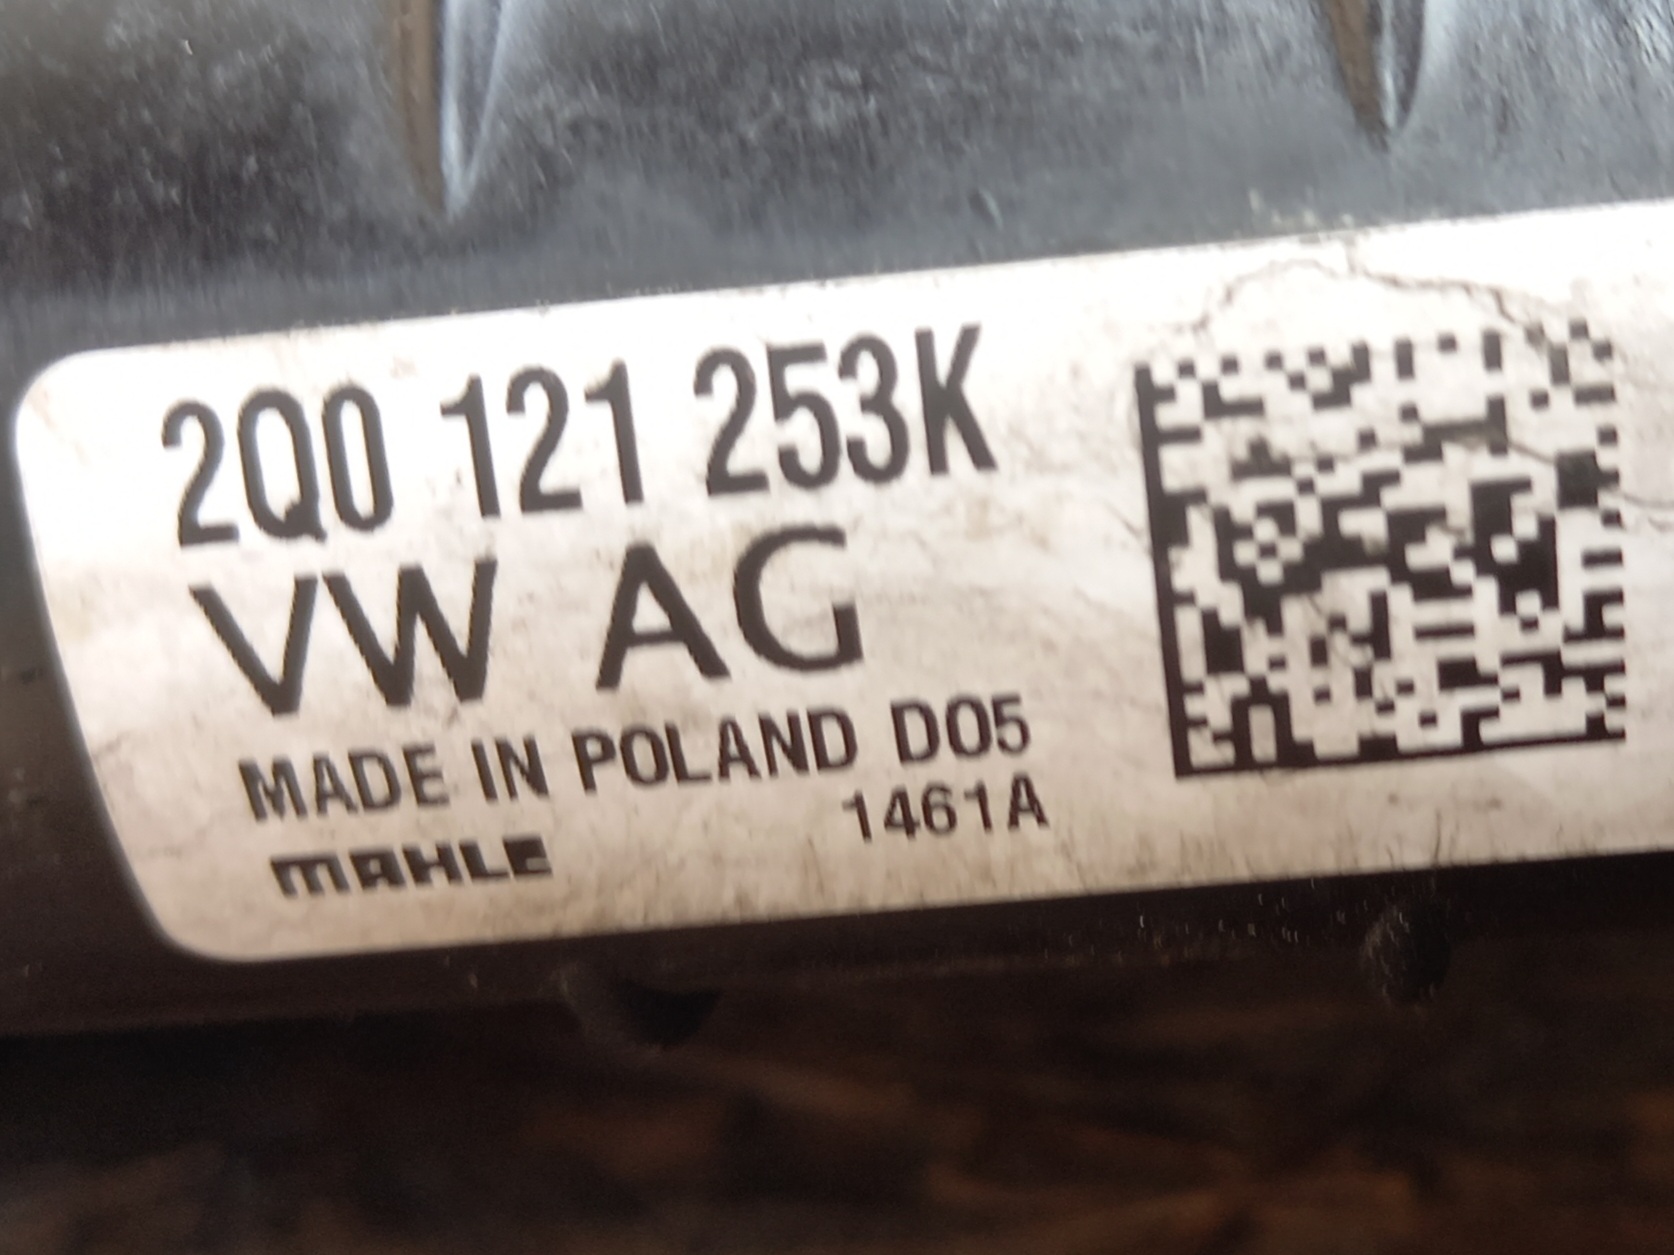 2Q0 121 253K
VW AG
MADE IN POLAND D05
1461A
MAHLE